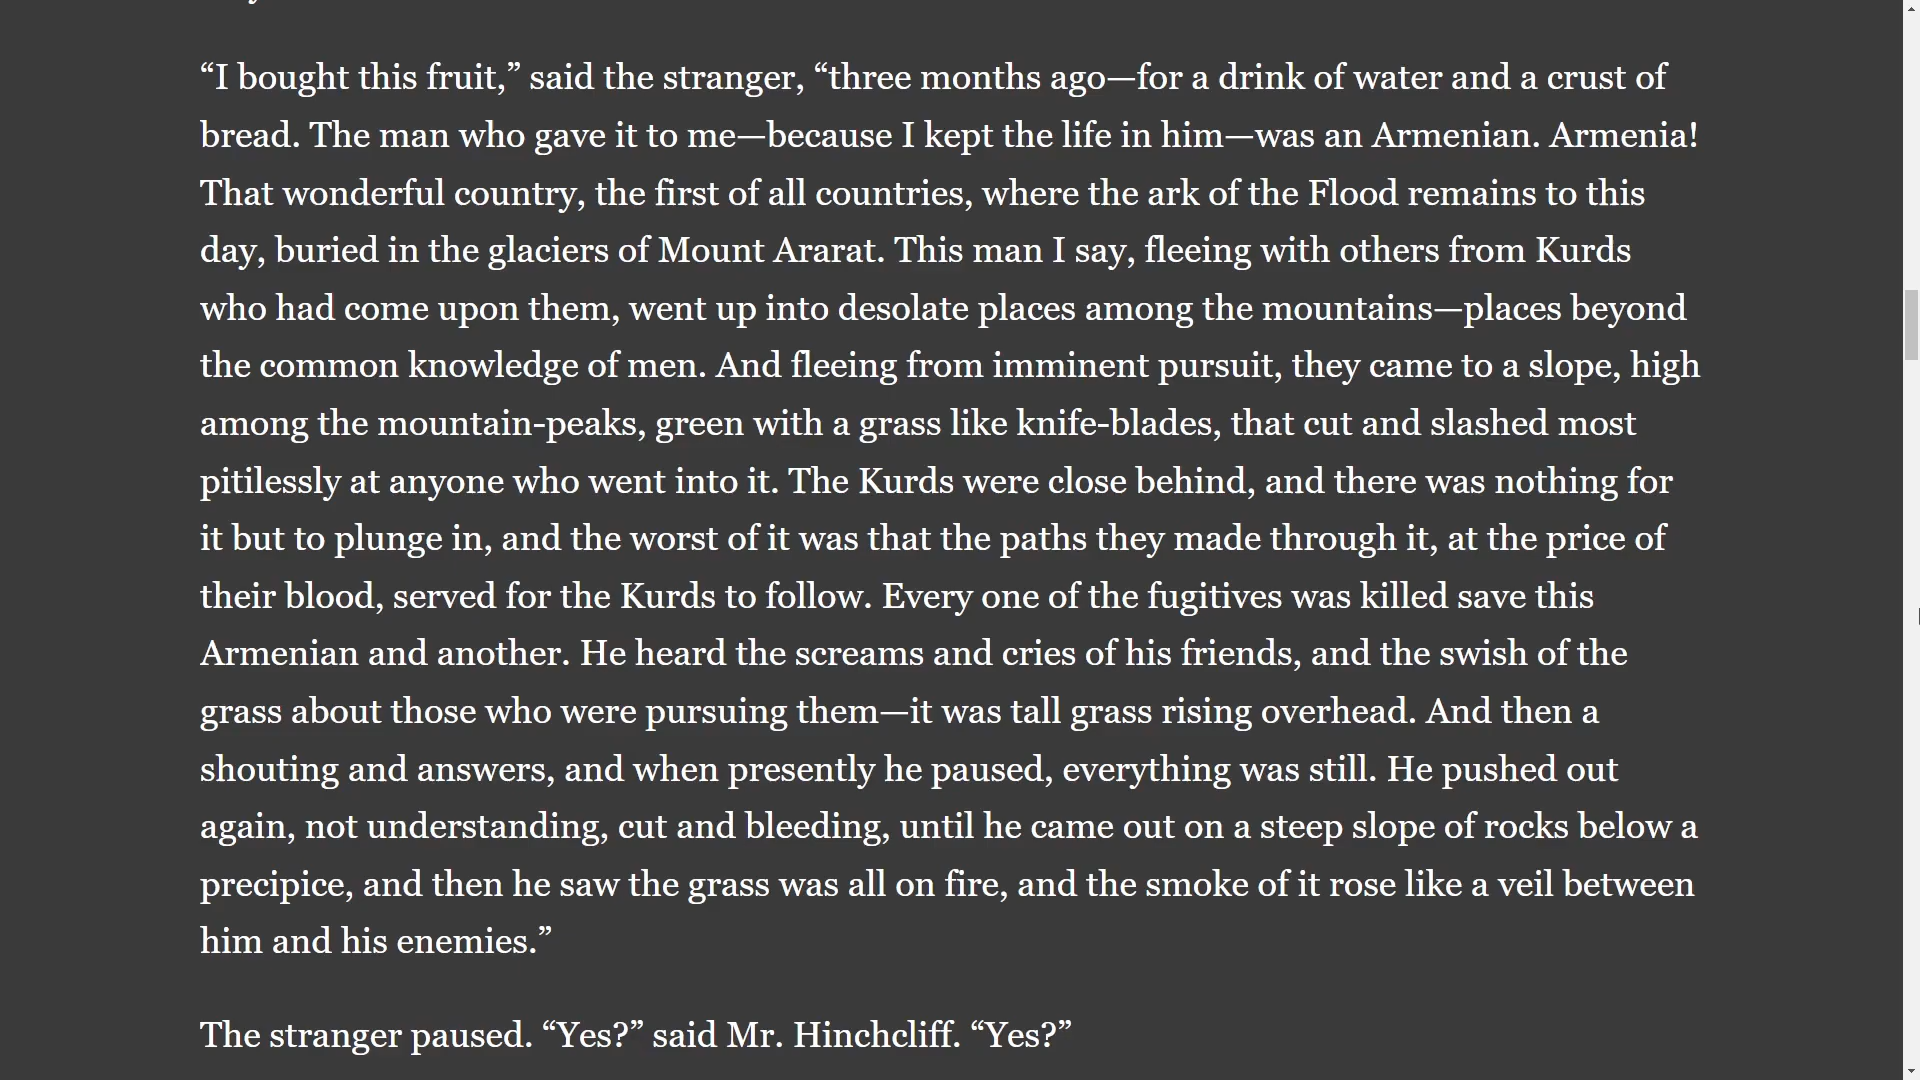 “I bought this fruit,” said the stranger, “three months ago—for a drink of water and a crust of
bread. The man who gave it to me—because I kept the life in him—was an Armenian. Armenia!
That wonderful country, the first of all countries, where the ark of the Flood remains to this
day, buried in the glaciers of Mount Ararat. This man I say, fleeing with others from Kurds
who had come upon them, went up into desolate places among the mountains—places beyond
the common knowledge of men. And fleeing from imminent pursuit, they came to a slope, high
among the mountain-peaks, green with a grass like knife-blades, that cut and slashed most
pitilessly at anyone who went into it. The Kurds were close behind, and there was nothing for
it but to plunge in, and the worst of it was that the paths they made through it, at the price of
their blood, served for the Kurds to follow. Every one of the fugitives was killed save this
Armenian and another. He heard the screams and cries of his friends, and the swish of the
grass about those who were pursuing them—it was tall grass rising overhead. And then a
shouting and answers, and when presently he paused, everything was still. He pushed out
again, not understanding, cut and bleeding, until he came out on a steep slope of rocks below a
precipice, and then he saw the grass was all on fire, and the smoke of it rose like a veil between
him and his enemies.”
The stranger paused. “Yes?” said Mr. Hinchcliff. “Yes?”